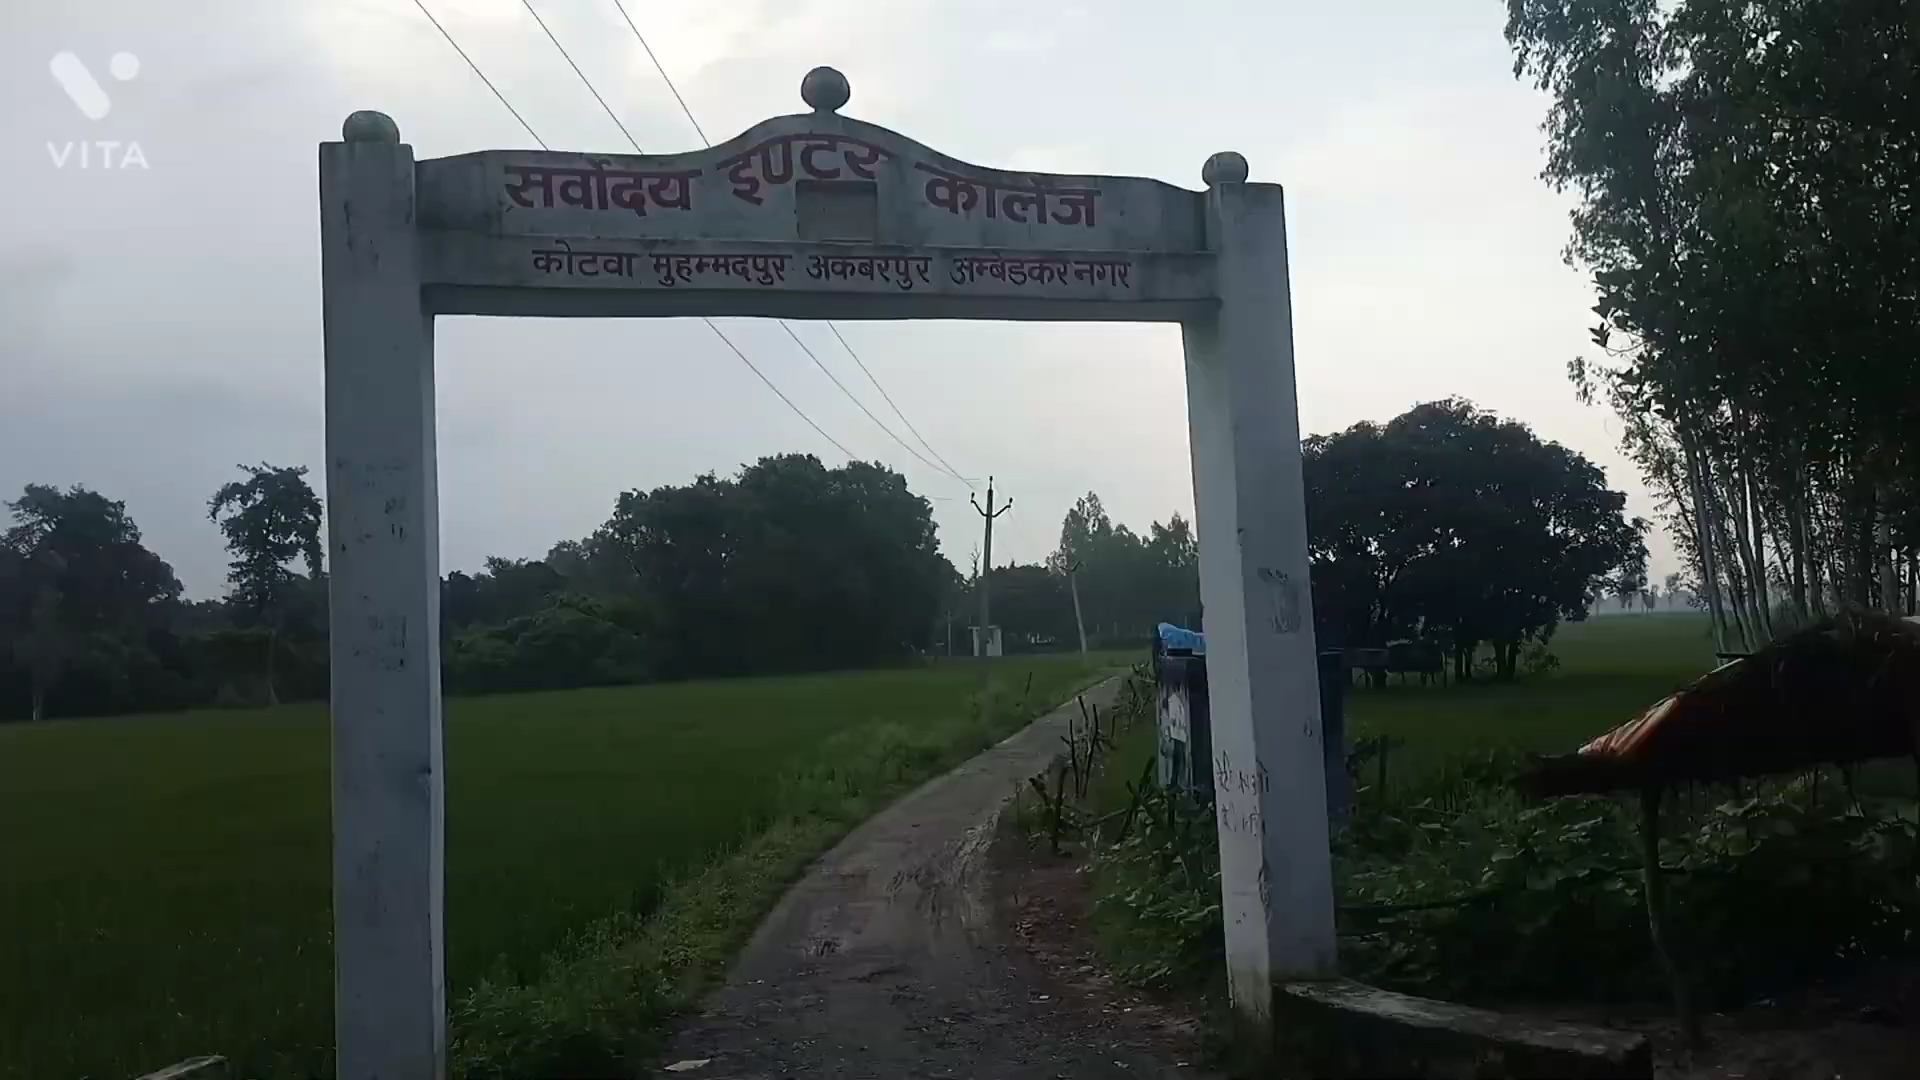 VITA
सर्वोदय इण्टर कालेज
कोटवा मुहम्मदपुर अकबरपुर अम्बेडकर नगर